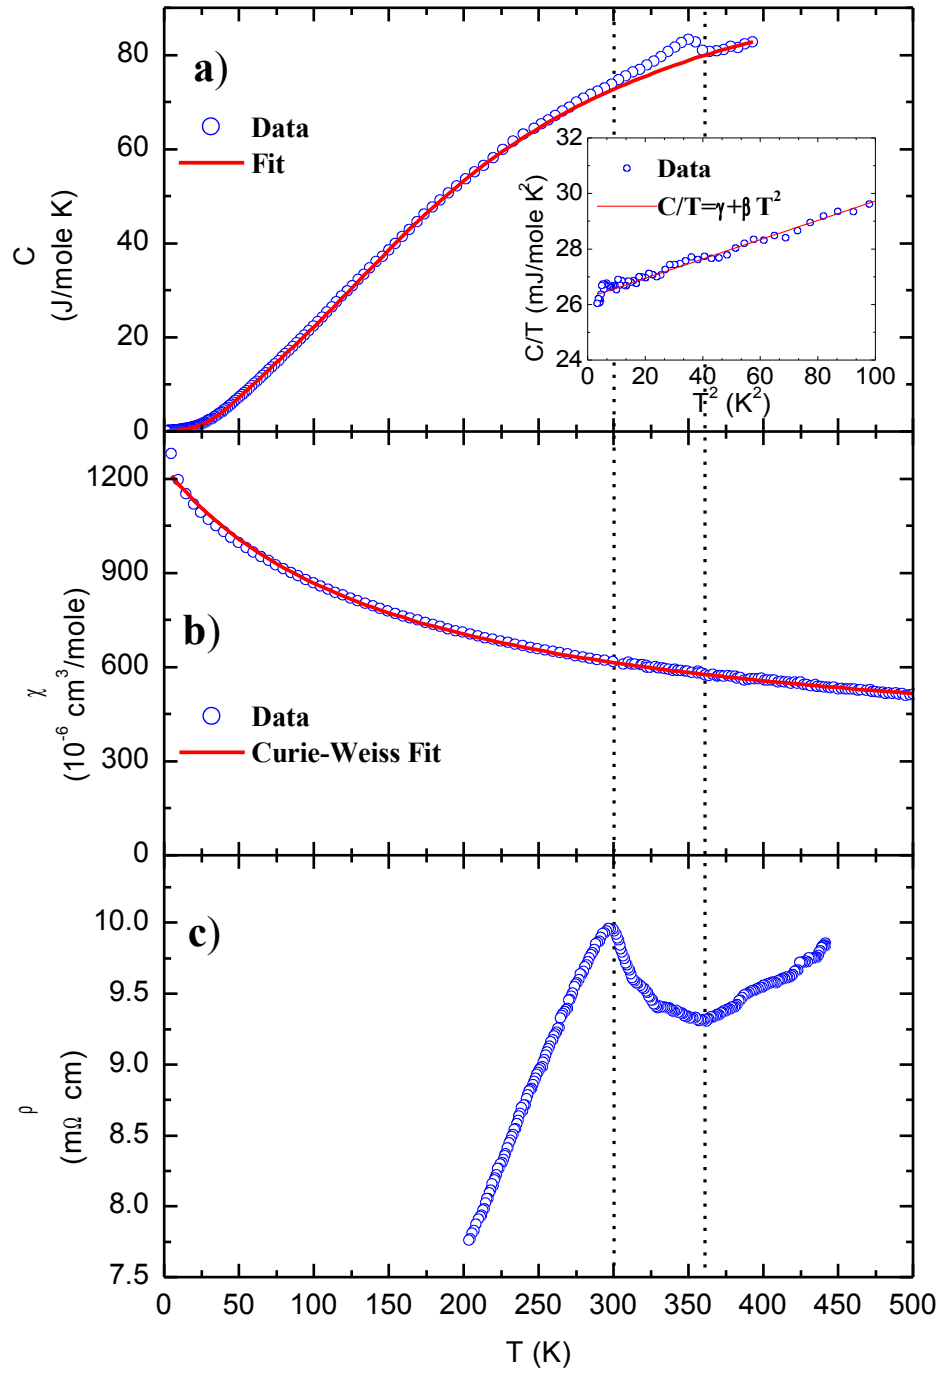 a)
Data
Fit
80
60
40
20
0
C
(J/mole K)
Data
C/T=γ+β T²
32
30
28
26
24
C/T (mJ/mole K²)
0 20 40 60 80 100
T² (K²)
b)
Data
Curie-Weiss Fit
1200
900
600
300
0
χ
(10⁻⁶ cm³/mole)
c)
10.0
9.5
9.0
8.5
8.0
7.5
ρ
(mΩ cm)
0 50 100 150 200 250 300 350 400 450 500
T (K)